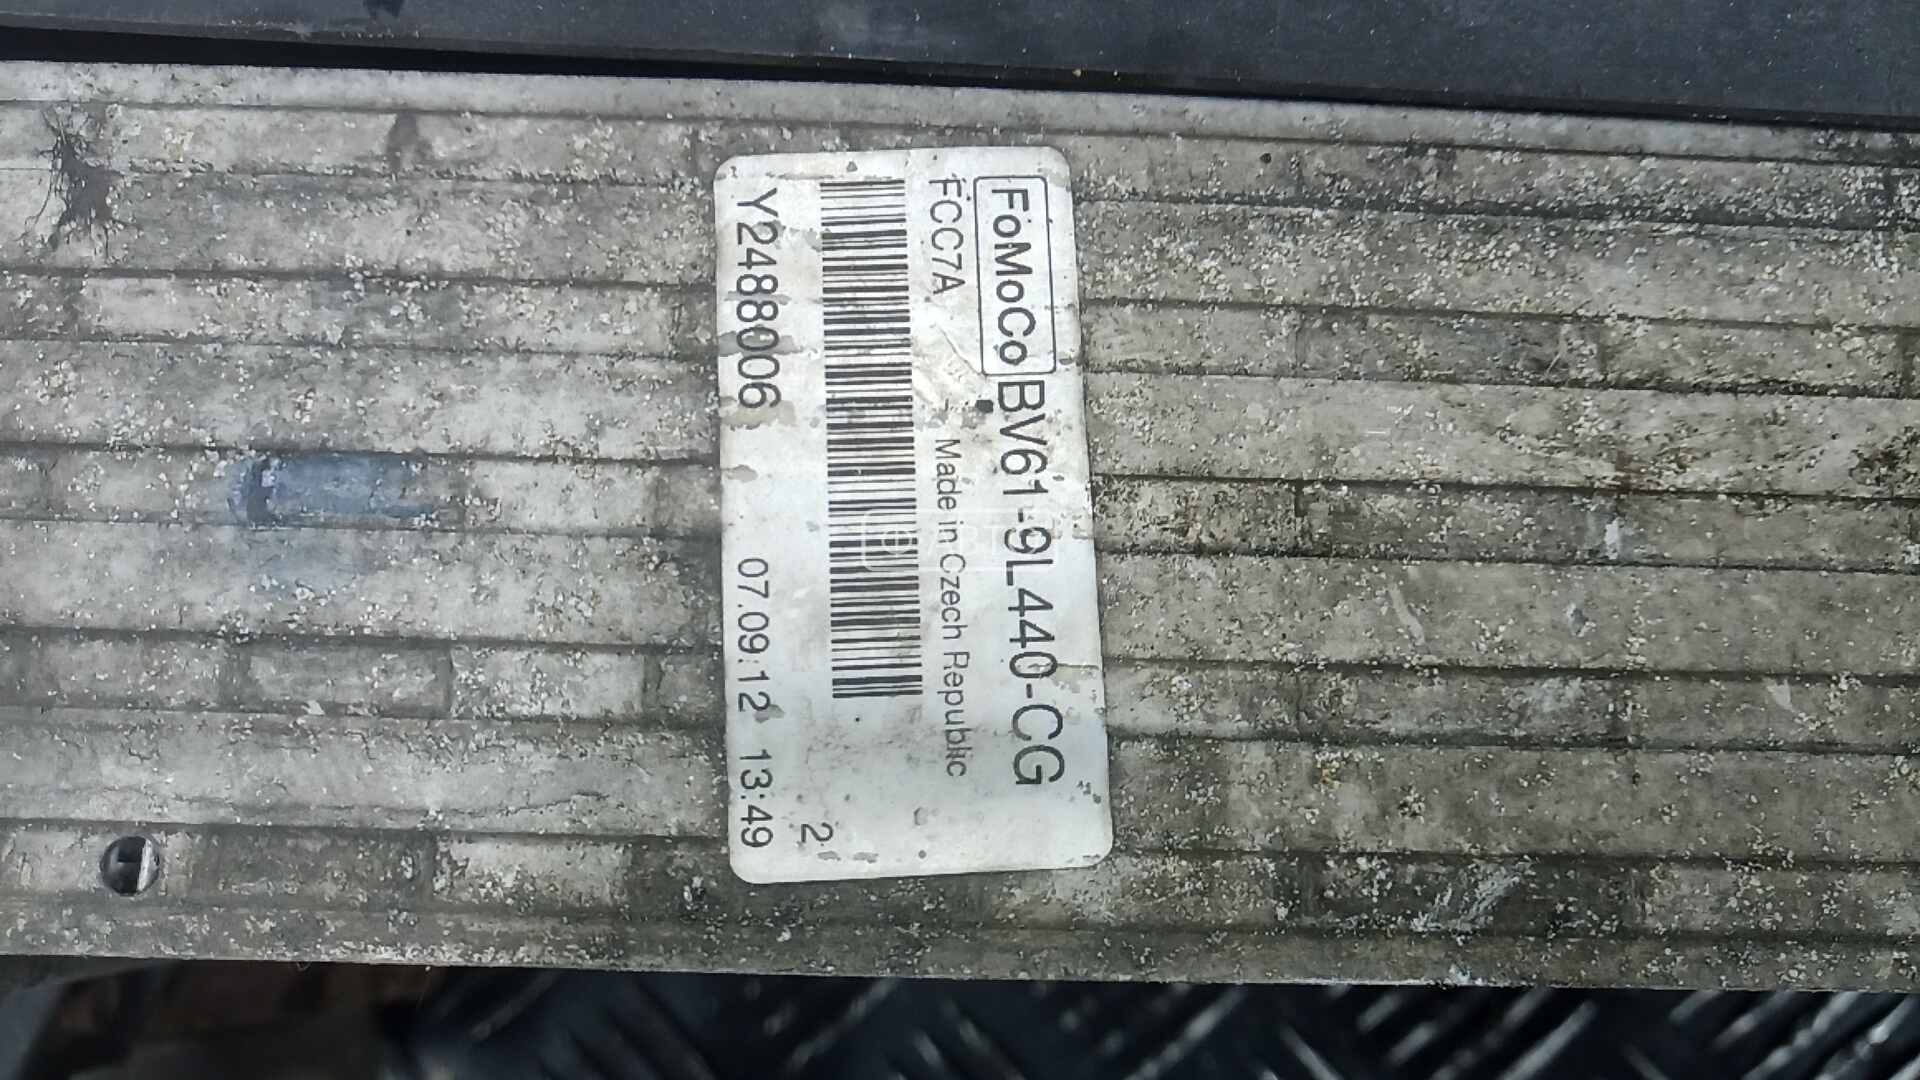 FoMoCo BV61-9L440-CG
FCC7A Made in Czech Republic
2
Y2488006 07.09.12 13:49